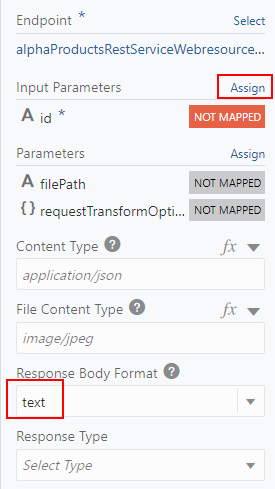 Endpoint * Select
alphaProductsRestServiceWebresource...
Input Parameters Assign
A id * NOT MAPPED
Parameters Assign
A filePath NOT MAPPED
{} requestTransformOpti... NOT MAPPED
Content Type ? fx
application/json
File Content Type ? fx
image/jpeg
Response Body Format ?
text
Response Type
Select Type